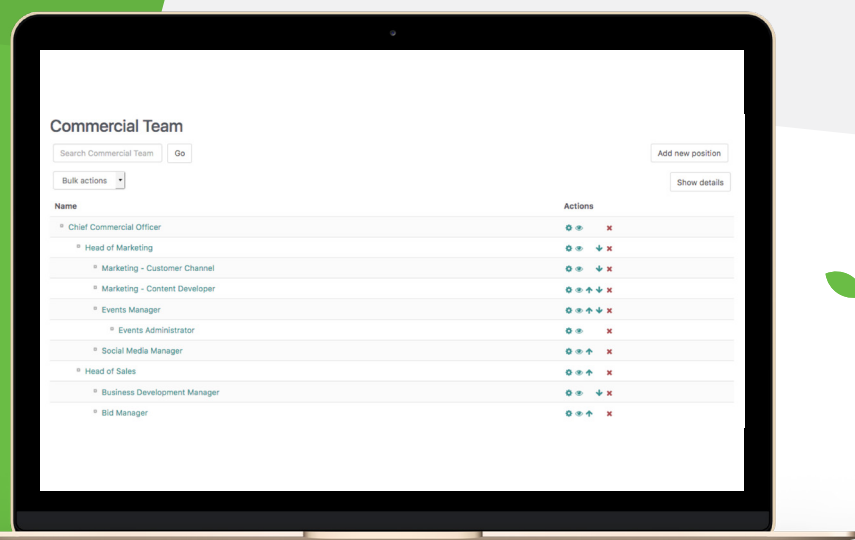 Commercial Team
Search Commercial Team Go Add new position
Bulk actions Show details
Name Actions
Chief Commercial Officer
Head of Marketing
Marketing - Customer Channel
Marketing - Content Developer
Events Manager
Events Administrator
Social Media Manager
Head of Sales
Business Development Manager
Bid Manager